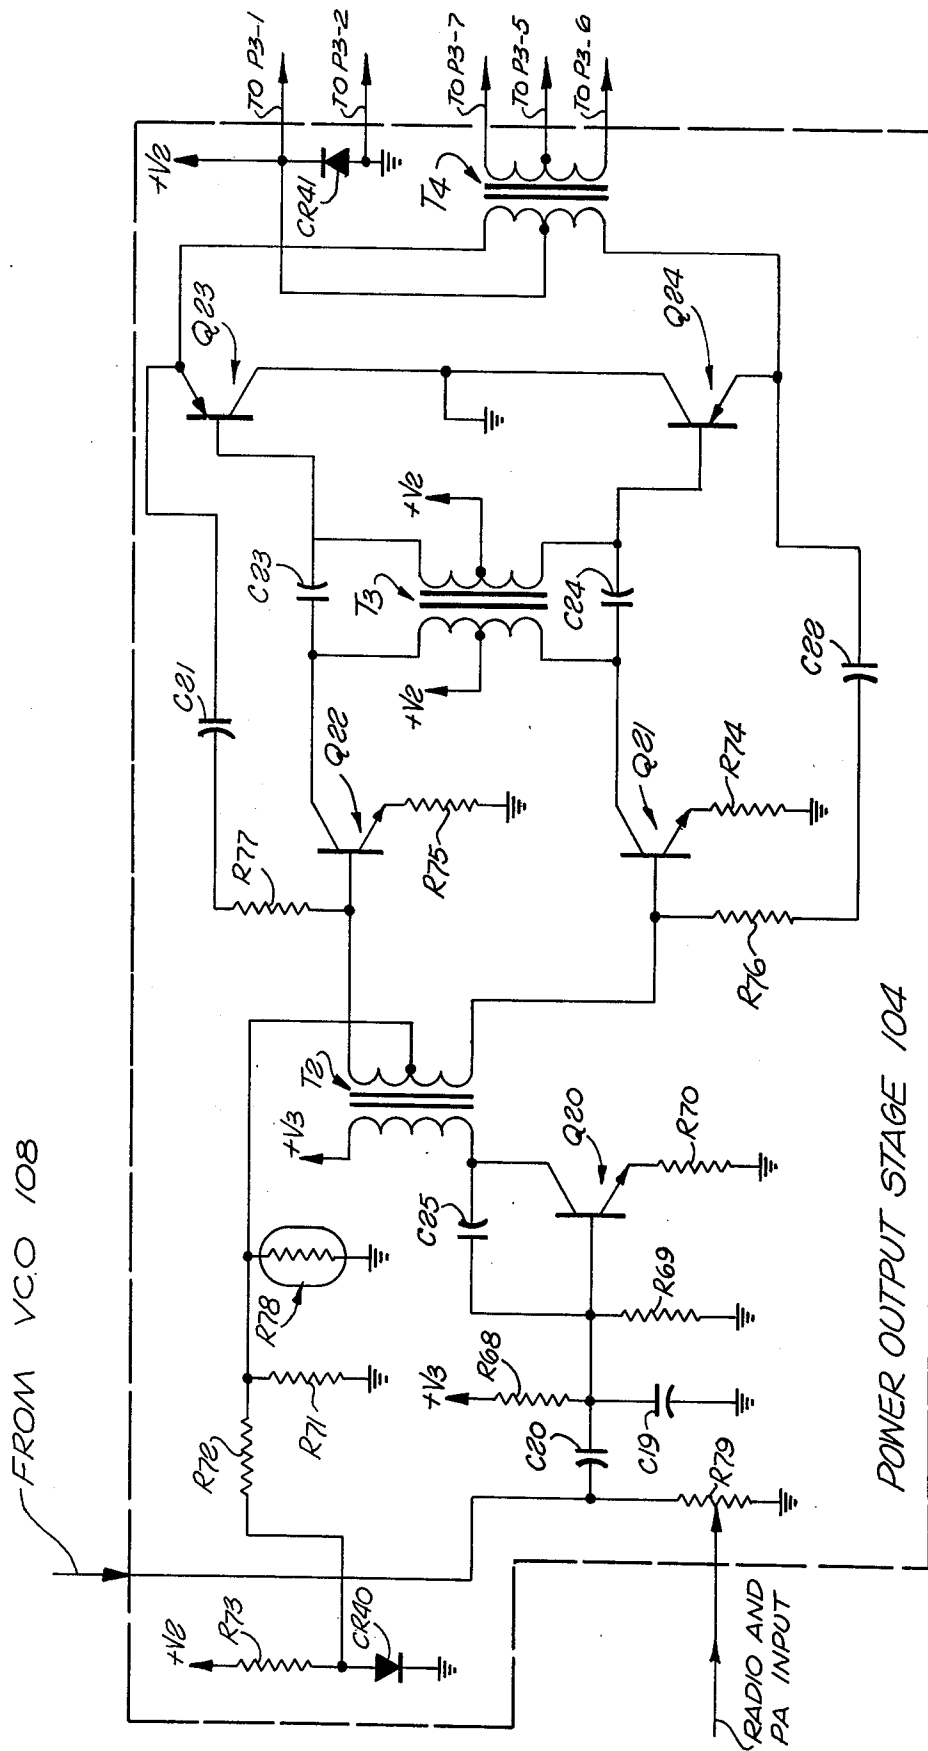 FROM VCO 108
+V2
R73
CR40
R72
R71
R78
+V3
T2
R77
C21
C23
Q23
+V2
CR41
TO P3-1
TO P3-2
TO P3-7
TO P3-5
TO P3-6
T4
Q22
R75
T3
+V2
+V2
C24
Q24
Q21
R74
R76
C22
+V3
R68
C20
C19
R79
R69
C25
Q20
R70
RADIO AND
PA INPUT
POWER OUTPUT STAGE 104